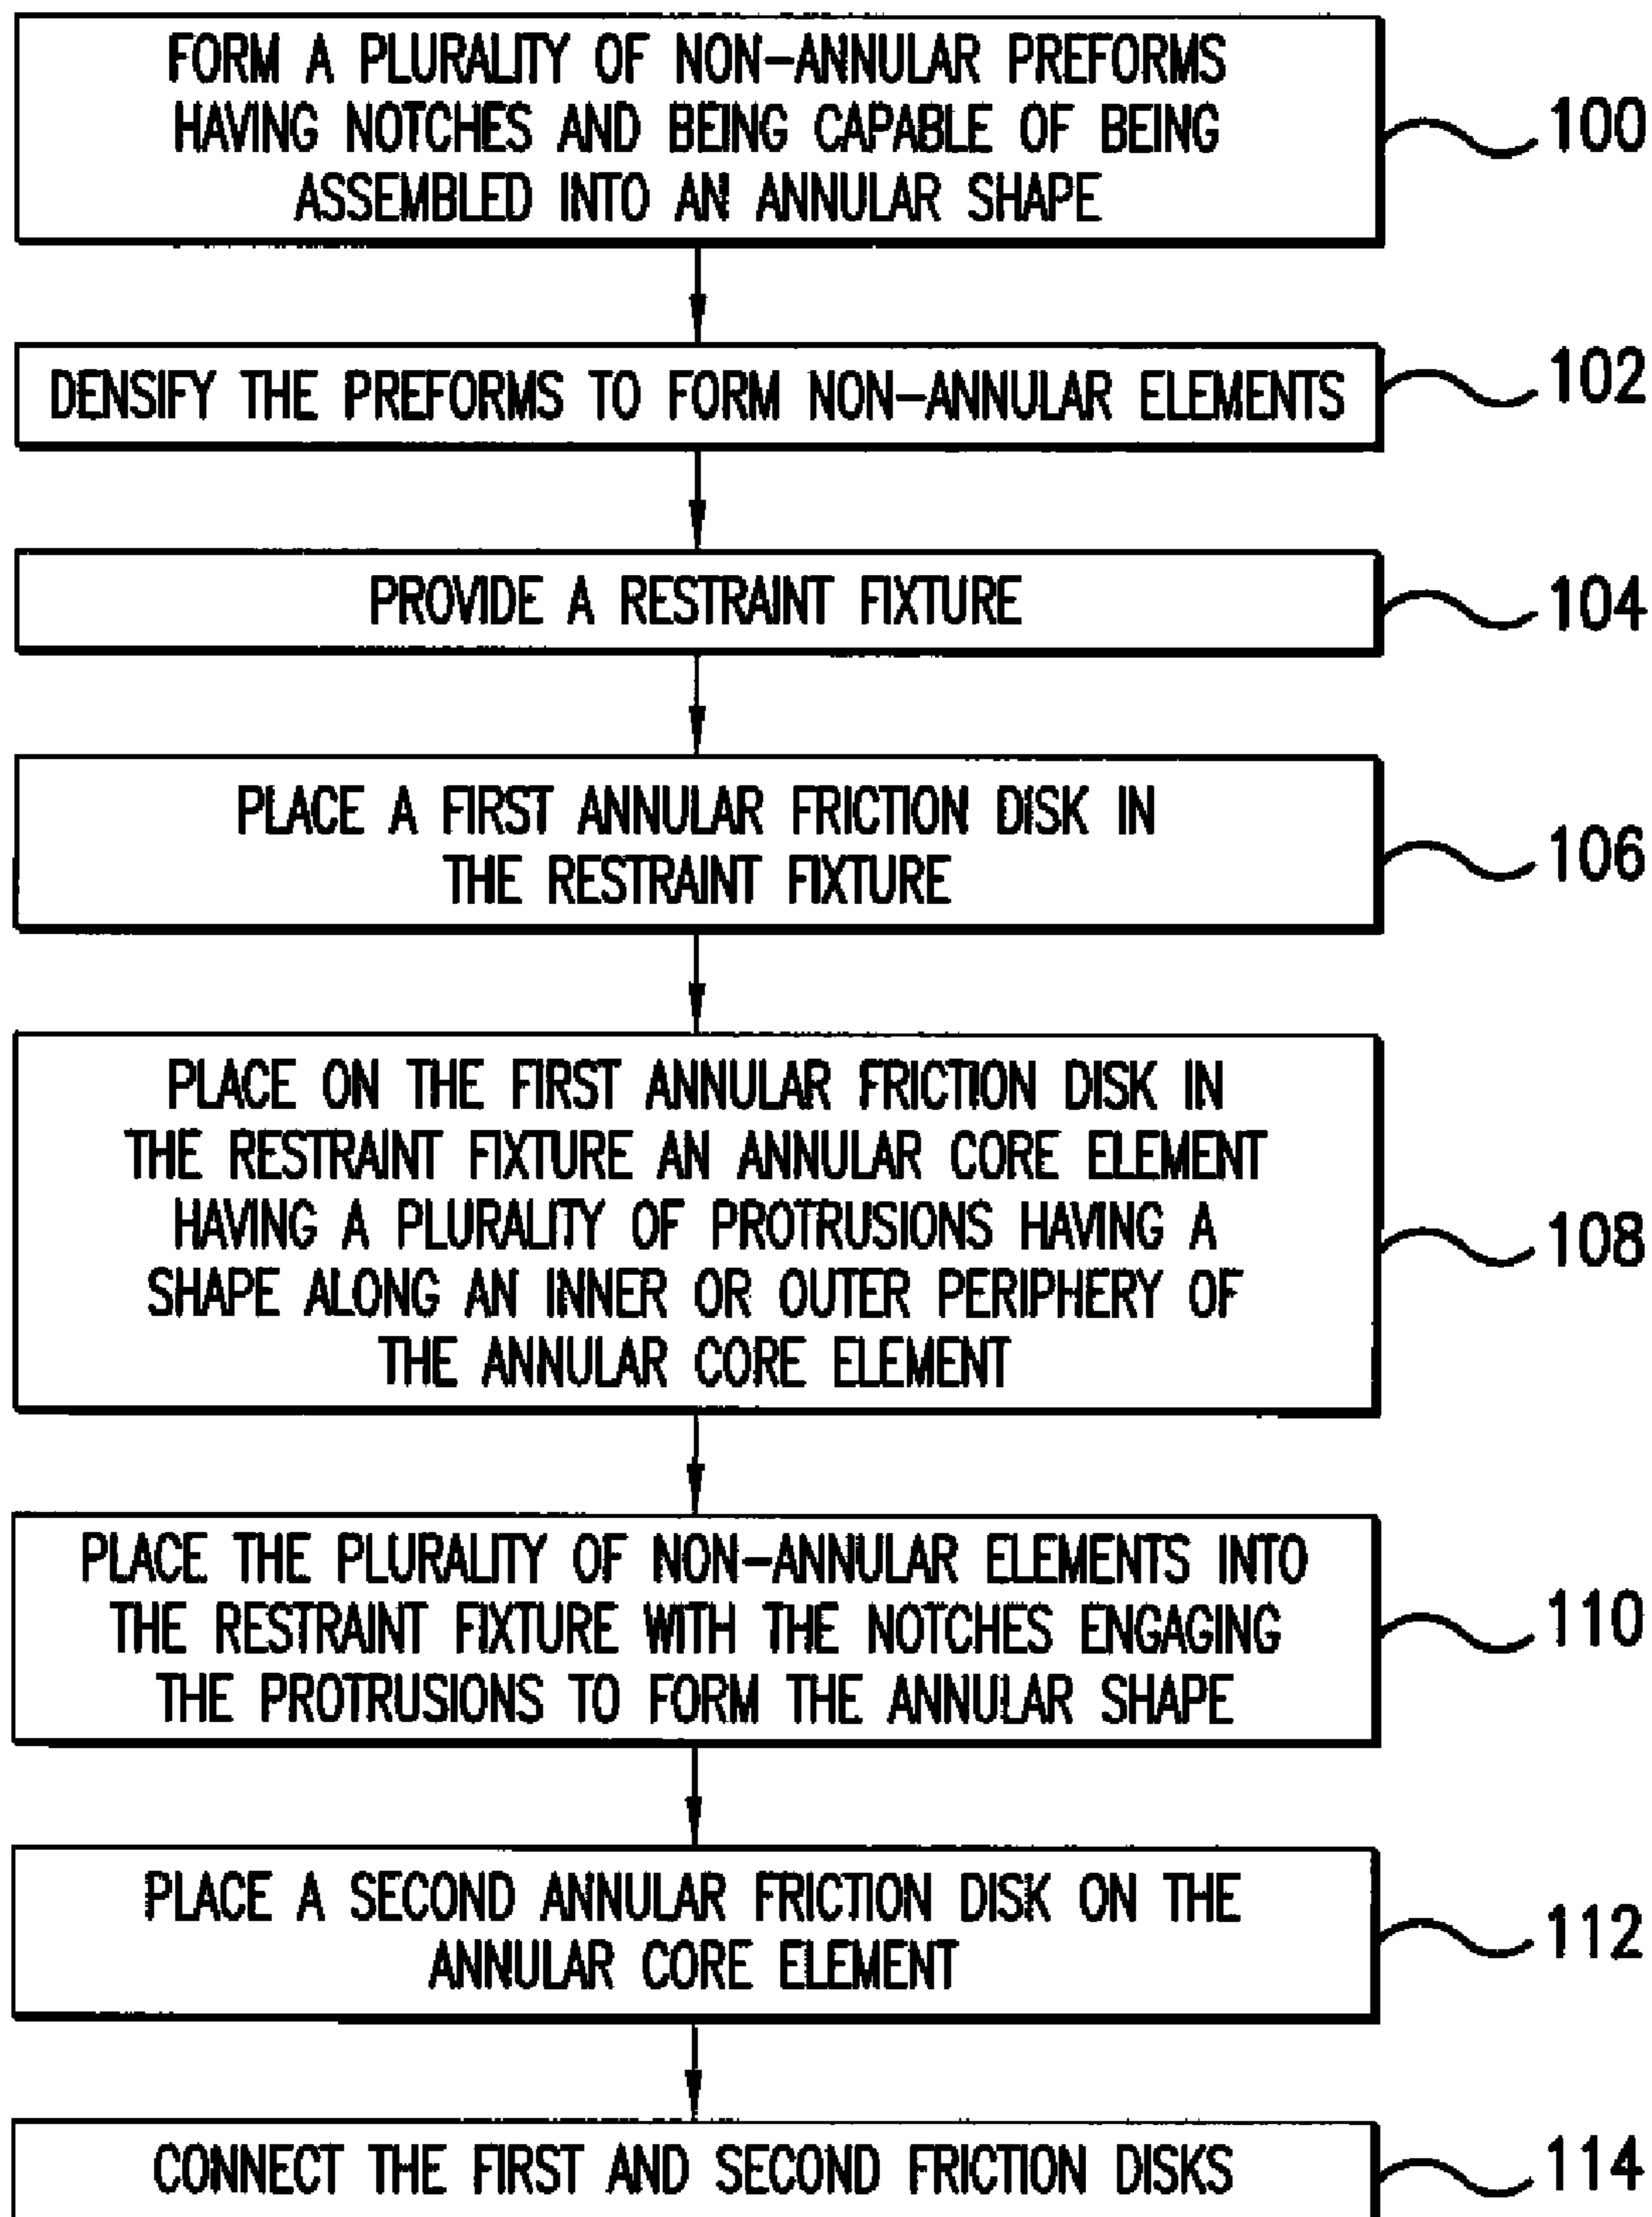 FORM A PLURALITY OF NON-ANNULAR PREFORMS
HAVING NOTCHES AND BEING CAPABLE OF BEING
ASSEMBLED INTO AN ANNULAR SHAPE
100
DENSIFY THE PREFORMS TO FORM NON-ANNULAR ELEMENTS
102
PROVIDE A RESTRAINT FIXTURE
104
PLACE A FIRST ANNULAR FRICTION DISK IN
THE RESTRAINT FIXTURE
106
PLACE ON THE FIRST ANNULAR FRICTION DISK IN
THE RESTRAINT FIXTURE AN ANNULAR CORE ELEMENT
HAVING A PLURALITY OF PROTRUSIONS HAVING A
SHAPE ALONG AN INNER OR OUTER PERIPHERY OF
THE ANNULAR CORE ELEMENT
108
PLACE THE PLURALITY OF NON-ANNULAR ELEMENTS INTO
THE RESTRAINT FIXTURE WITH THE NOTCHES ENGAGING
THE PROTRUSIONS TO FORM THE ANNULAR SHAPE
110
PLACE A SECOND ANNULAR FRICTION DISK ON THE
ANNULAR CORE ELEMENT
112
CONNECT THE FIRST AND SECOND FRICTION DISKS
114